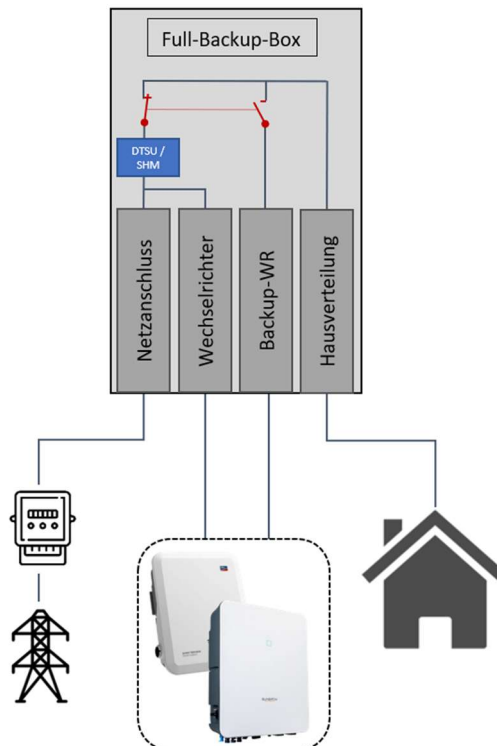 Full-Backup-Box
DTSU /
SHM
Netzanschluss
Wechselrichter
Backup-WR
Hausverteilung